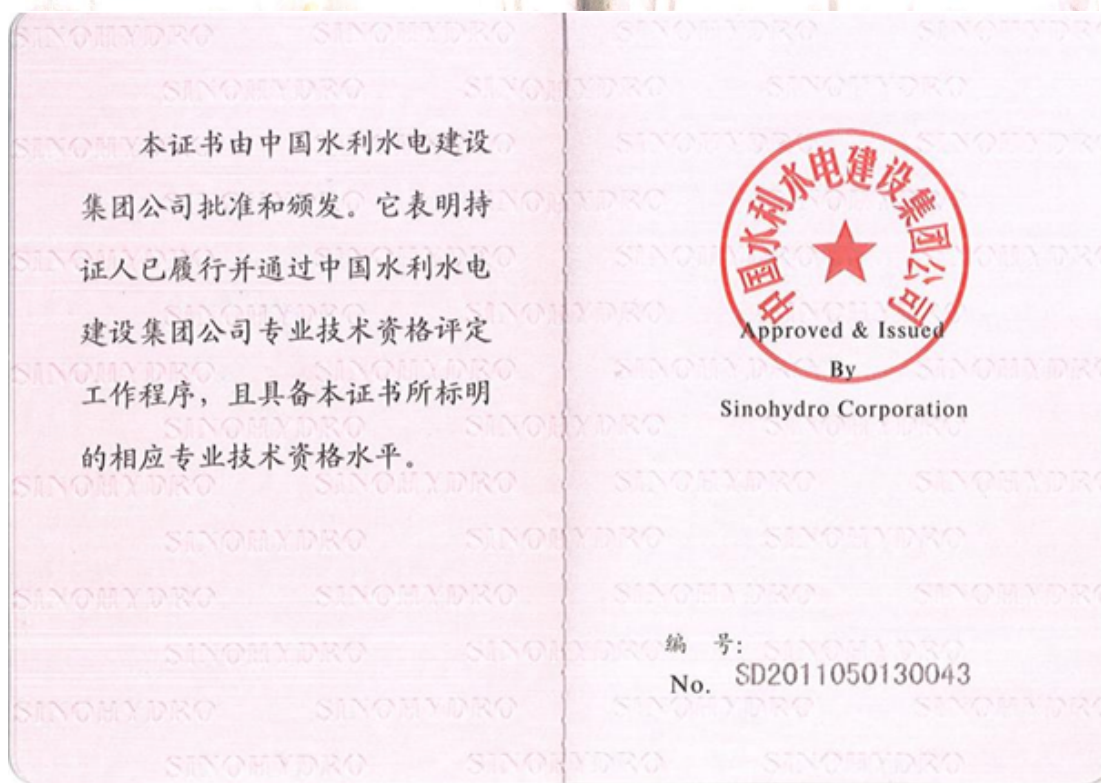 本证书由中国水利水电建设
集团公司批准和颁发。它表明持
证人已履行并通过中国水利水电
建设集团公司专业技术资格评定
工作程序，且具备本证书所标明
的相应专业技术资格水平。
中国水利水电建设集团公司
Approved & Issued
By
Sinohydro Corporation
编 号:
No. SD2011050130043